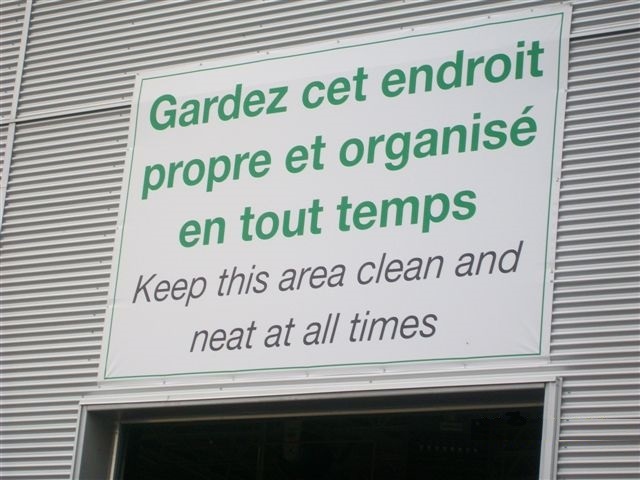 Gardez cet endroit
propre et organisé
en tout temps
Keep this area clean and
neat at all times